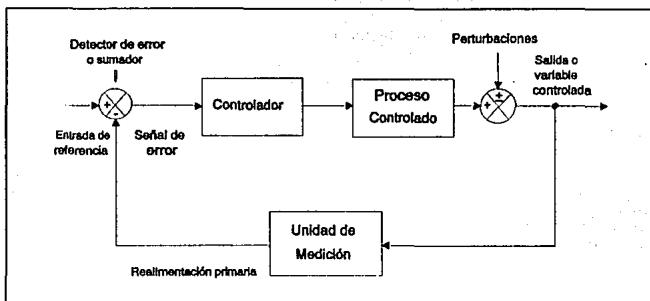 Detector de error
o sumador
Perturbaciones
Salida o
variable
controlada
Controlador
Proceso
Controlado
+
-
+
±
Entrada de
referencia
Señal de
error
Unidad de
Medición
Realimentación primaria